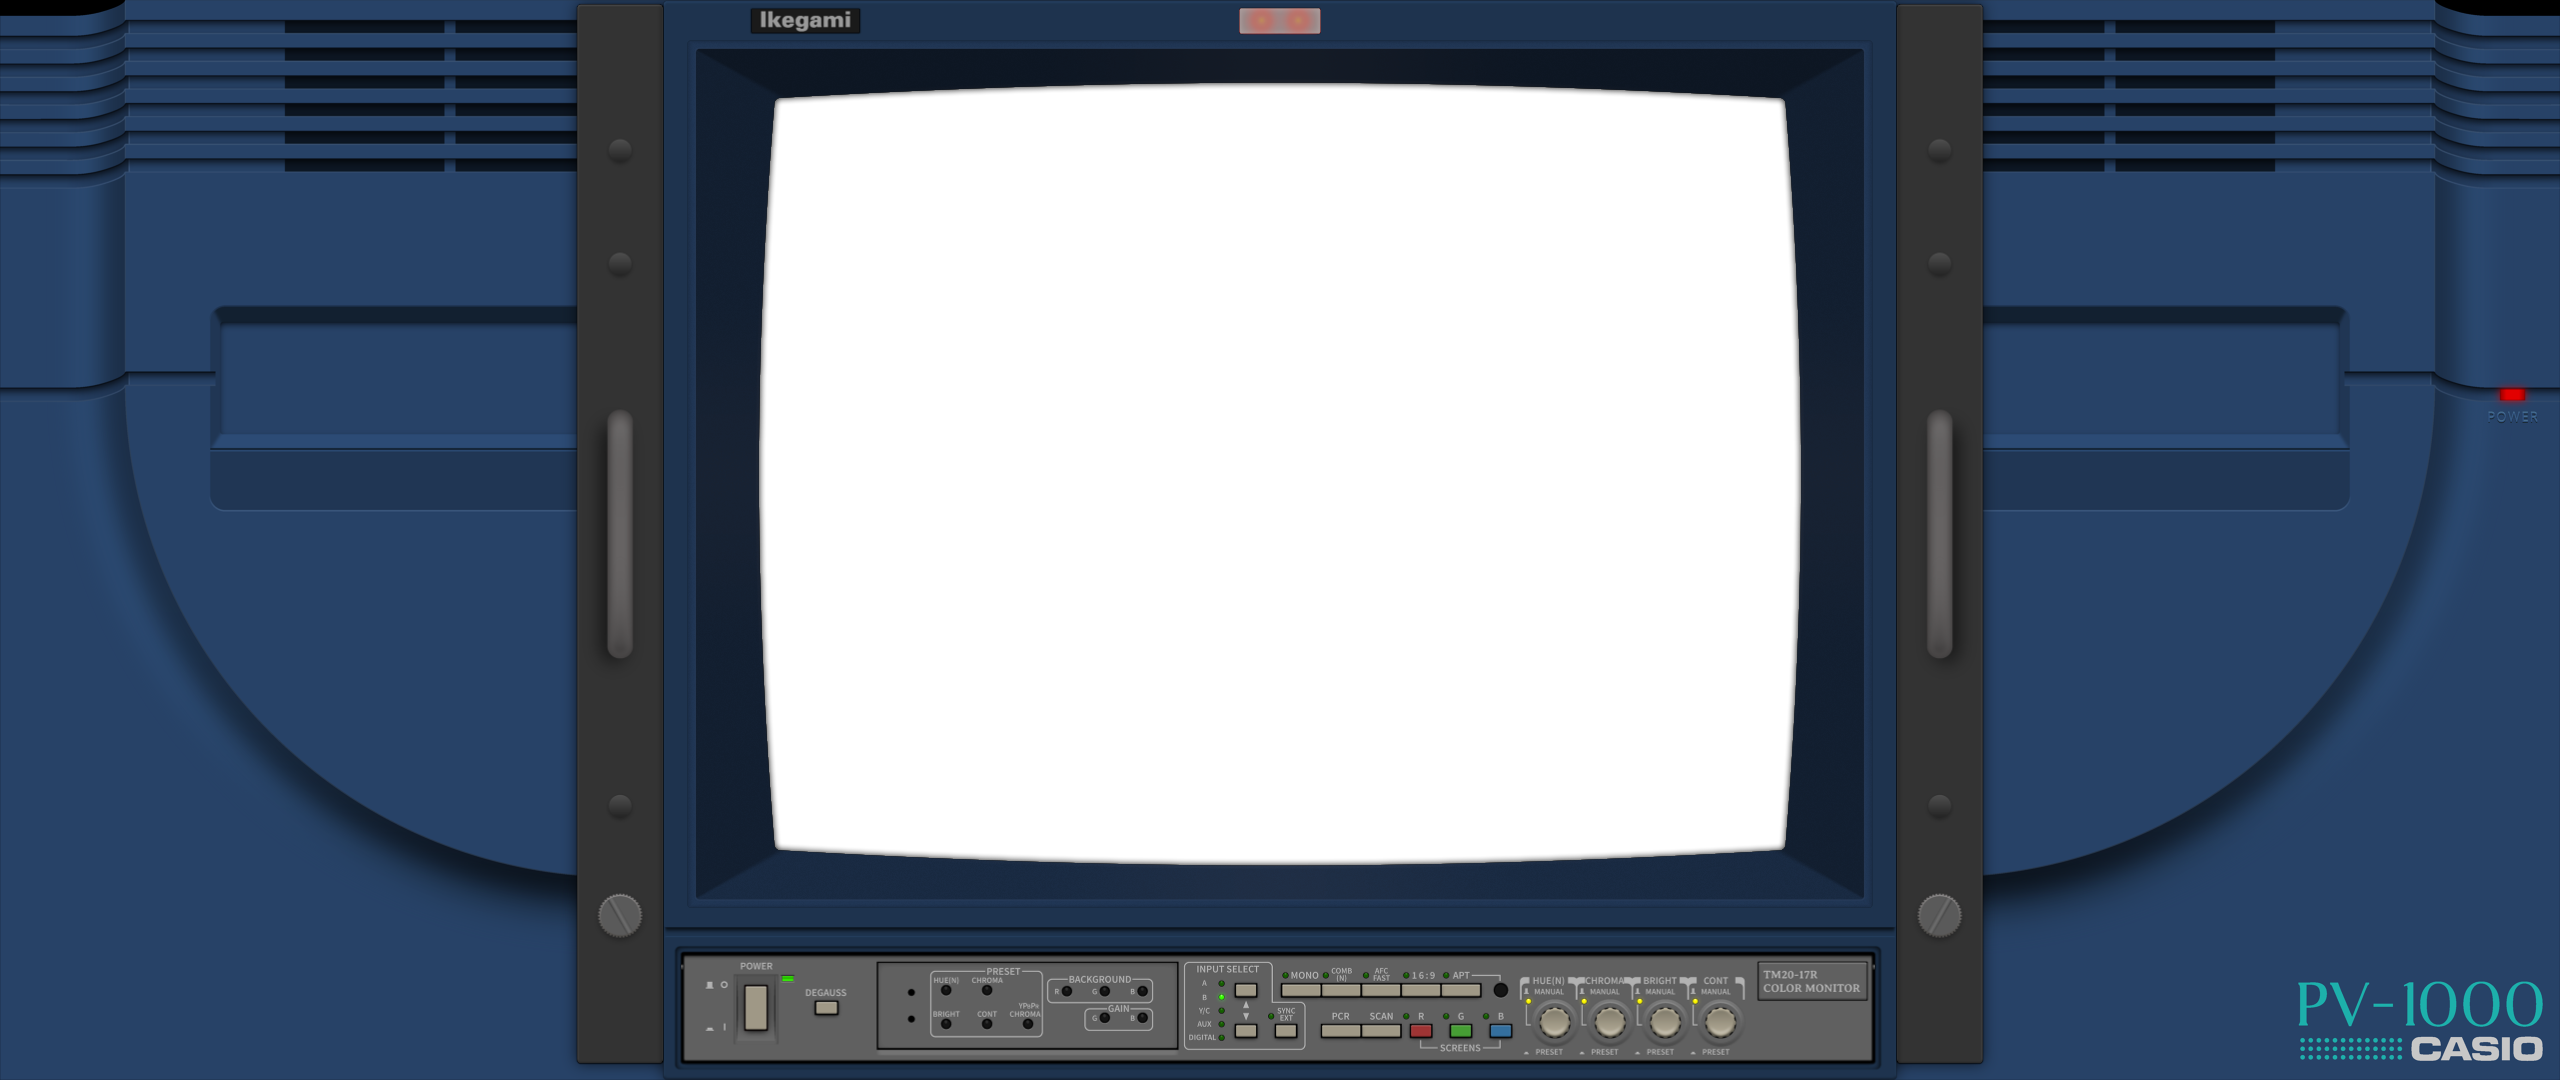 Ikegami
POWER
POWER
DEGAUSS
PRESET
HUE(N) CHROMA
BRIGHT CONT YPBPR CHROMA
BACKGROUND
R G B
GAIN
G B
INPUT SELECT
A
B
Y/C
AUX
DIGITAL
SYNC EXT
MONO COMB (N) AFC FAST 16:9 APT
PCR SCAN R G B
SCREENS
HUE(N) CHROMA BRIGHT CONT
MANUAL MANUAL MANUAL MANUAL
PRESET PRESET PRESET PRESET
TM20-17R
COLOR MONITOR
PV-1000
CASIO